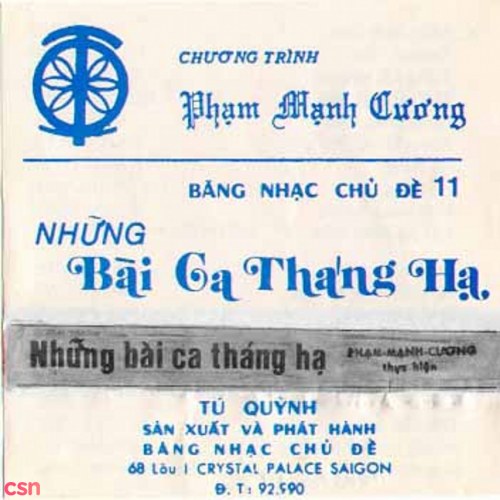 CHƯƠNG TRÌNH
Phạm Mạnh Cương
BĂNG NHẠC CHỦ ĐỀ 11
NHỮNG
Bài Ca Tháng Hạ.
Những bài ca tháng hạ
PHẠM-MẠNH-CƯƠNG
thực hiện
TÚ QUỲNH
SẢN XUẤT VÀ PHÁT HÀNH
BĂNG NHẠC CHỦ ĐỀ
68 Lầu I CRYSTAL PALACE SAIGON
Đ.T: 92.590
csn